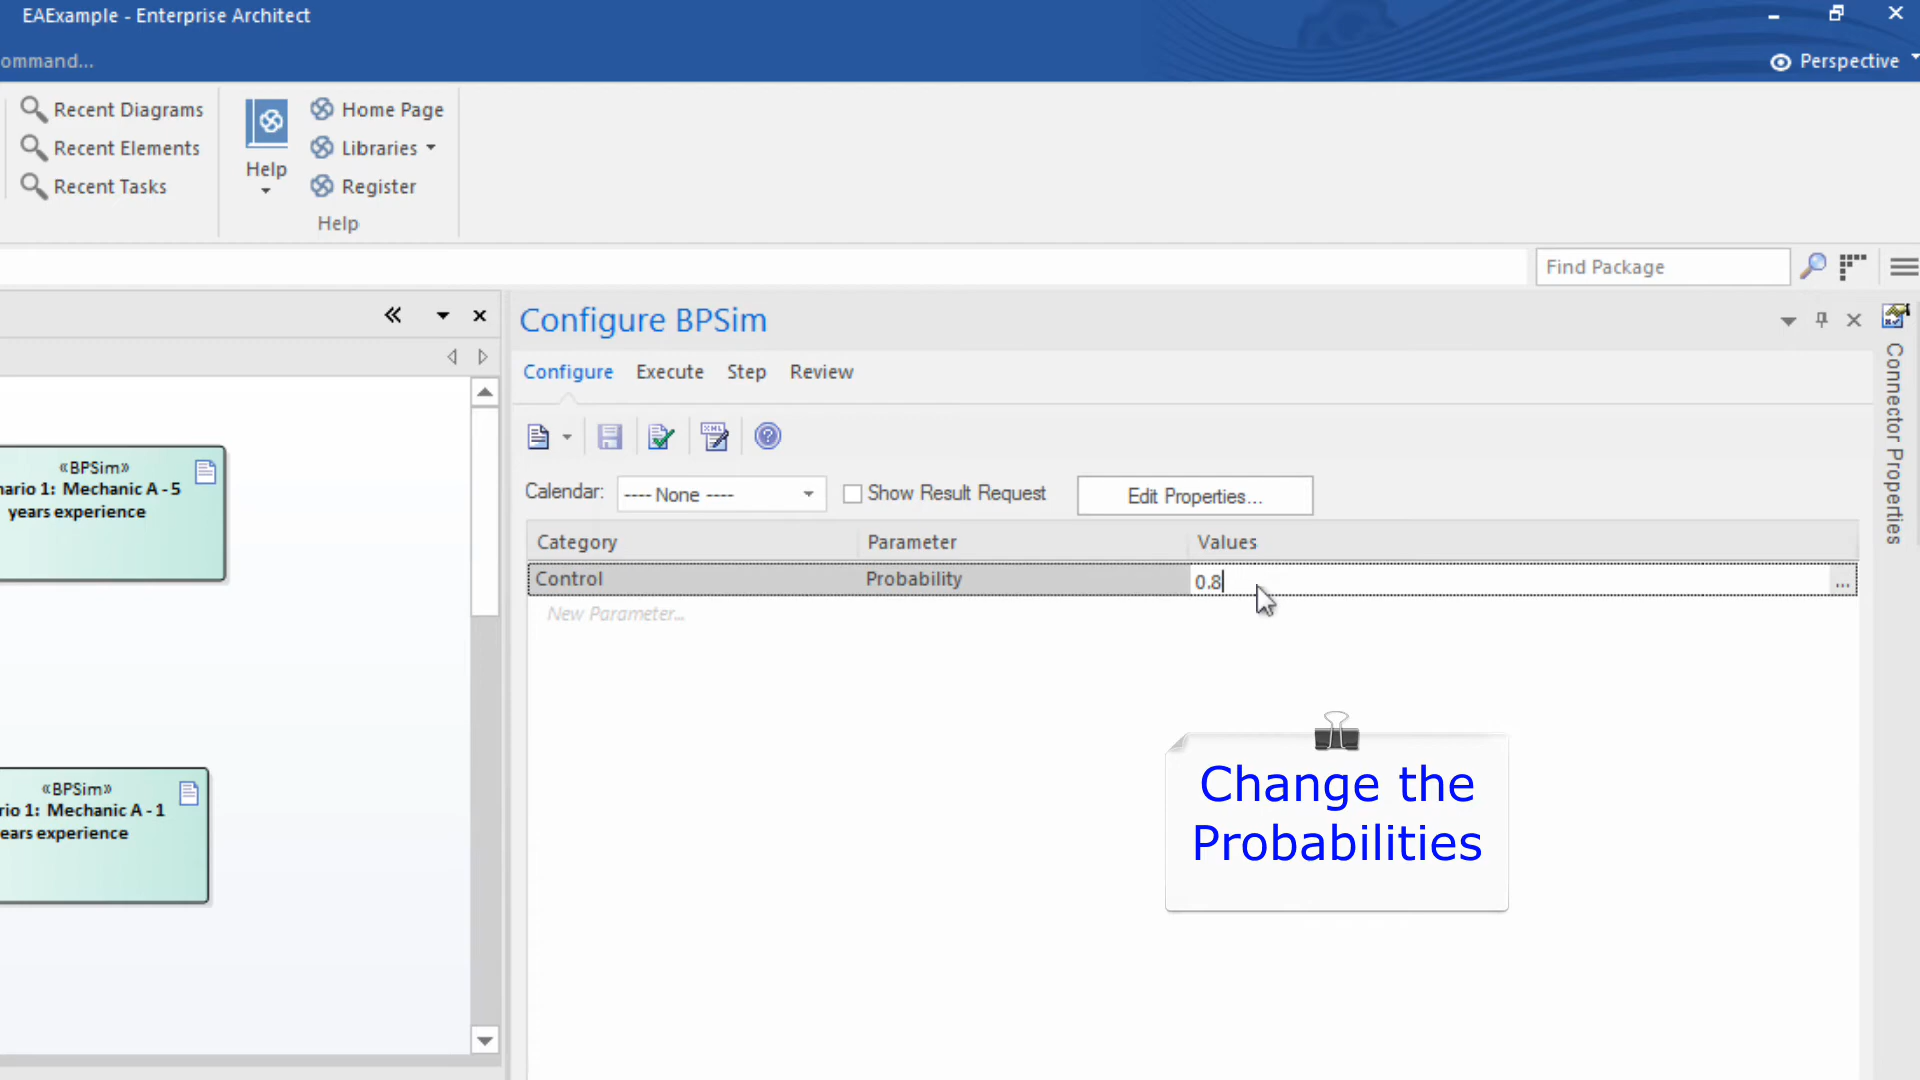 EAExample - Enterprise Architect
ommand...
Perspective
Recent Diagrams
Recent Elements
Recent Tasks
Help
Home Page
Libraries
Register
Help
Find Package
Configure BPSim
Configure Execute Step Review
Calendar: ---- None ---- Show Result Request Edit Properties...
Category Parameter Values
Control Probability 0.8 ...
New Parameter...
«BPSim»
nario 1: Mechanic A - 5
years experience
«BPSim»
rio 1: Mechanic A - 1
ears experience
Change the
Probabilities
Connector Properties